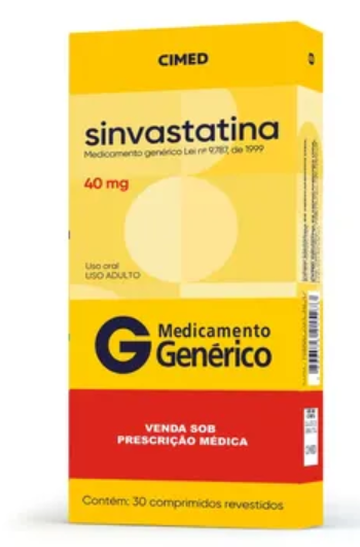 CIMED
sinvastatina
Medicamento genérico Lei nº 9.787, de 1999
40 mg
Uso oral
USO ADULTO
G Medicamento
Genérico
VENDA SOB
PRESCRIÇÃO MÉDICA
Contém: 30 comprimidos revestidos